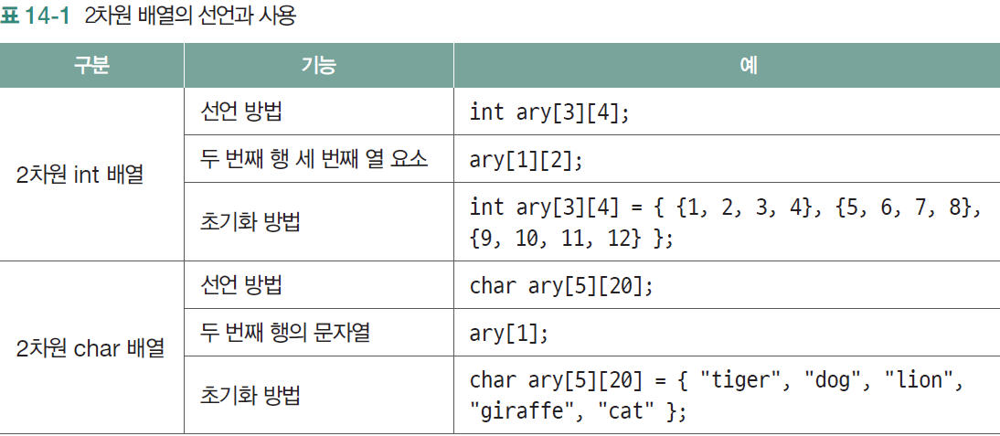 표 14-1 2차원 배열의 선언과 사용
구분 기능 예
2차원 int 배열
선언 방법 int ary[3][4];
두 번째 행 세 번째 열 요소 ary[1][2];
초기화 방법 int ary[3][4] = { {1, 2, 3, 4}, {5, 6, 7, 8},
{9, 10, 11, 12} };
2차원 char 배열
선언 방법 char ary[5][20];
두 번째 행의 문자열 ary[1];
초기화 방법 char ary[5][20] = { "tiger", "dog", "lion",
"giraffe", "cat" };